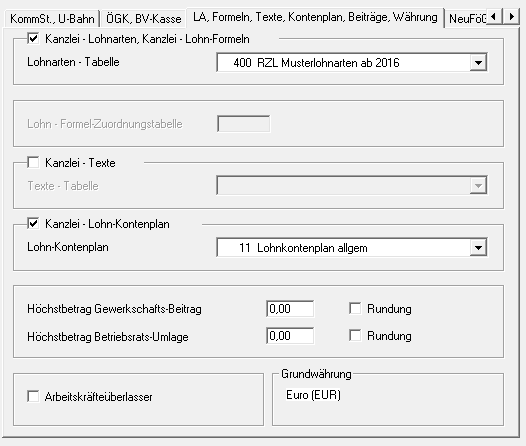 KommSt., U-Bahn ÖGK, BV-Kasse LA, Formeln, Texte, Kontenplan, Beiträge, Währung NeuFöG
Kanzlei - Lohnarten, Kanzlei - Lohn-Formeln
Lohnarten - Tabelle 400 RZL Musterlohnarten ab 2016
Lohn - Formel-Zuordnungstabelle
Kanzlei - Texte
Texte - Tabelle
Kanzlei - Lohn-Kontenplan
Lohn-Kontenplan 11 Lohnkontenplan allgem
Höchstbetrag Gewerkschafts-Beitrag 0,00 Rundung
Höchstbetrag Betriebsrats-Umlage 0,00 Rundung
Grundwährung
Arbeitskräfteüberlasser Euro (EUR)